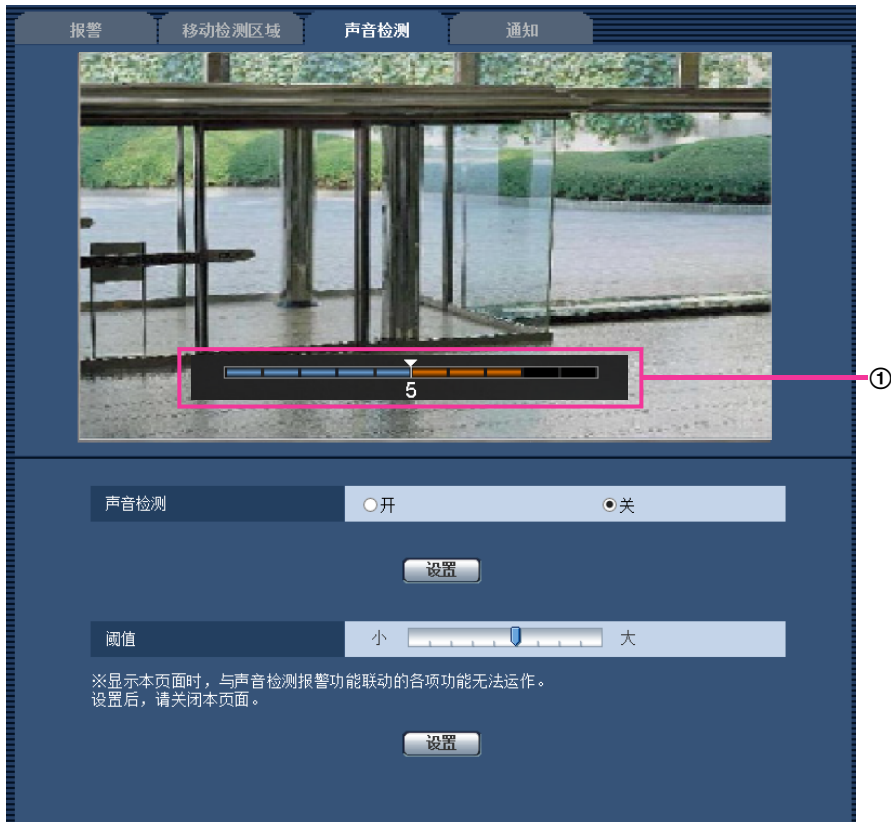 报警 移动检测区域 声音检测 通知
5
①
声音检测 开 关
设置
阈值 小 大
※显示本页面时，与声音检测报警功能联动的各项功能无法运作。
设置后，请关闭本页面。
设置